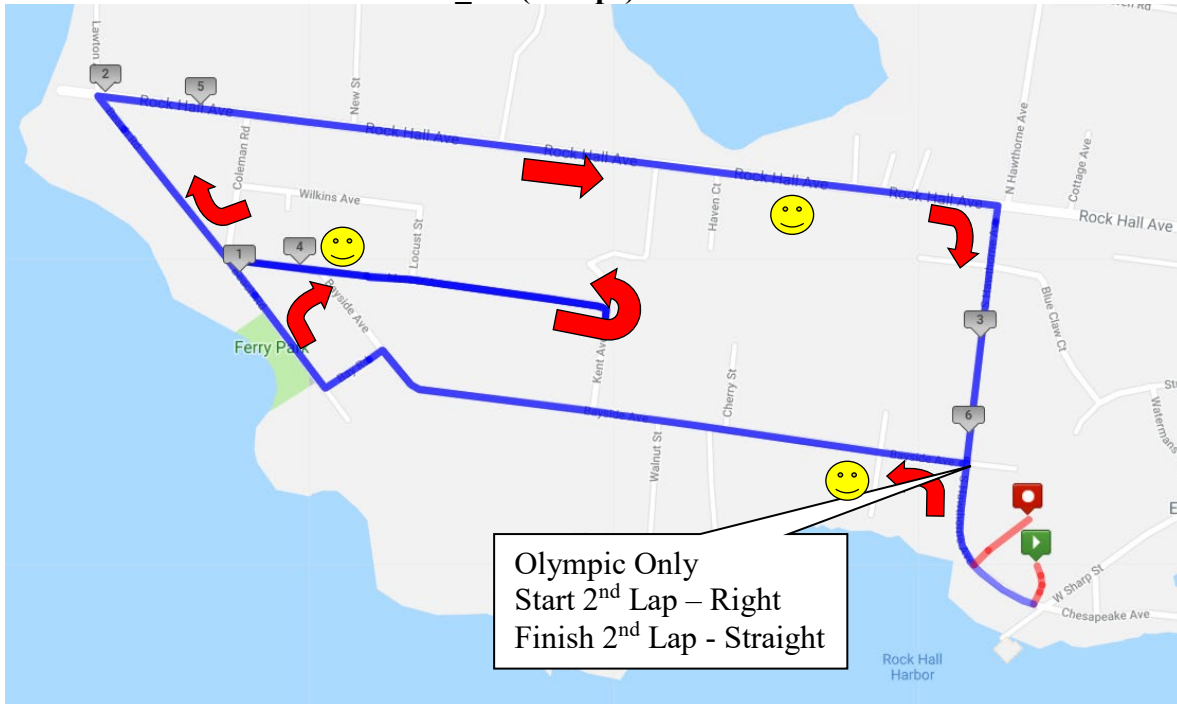 Lawton
2
5
Rock Hall Ave
New St
Rock Hall Ave
Rock Hall Ave
Rock Hall Ave
Rock Hall Ave
N Hawthorne Ave
Cottage Ave
Rock Hall Ave
Coleman Rd
Wilkins Ave
Haven Ct
Locust St
1
4
Bayside Ave
Blue Claw Ct
3
Ferry Park
Kent Ave
Cherry St
Bayside Ave
6
Walnut St
Bayside Ave
W Sharp St
Chesapeake Ave
Olympic Only
Start 2nd Lap – Right
Finish 2nd Lap - Straight
Rock Hall
Harbor